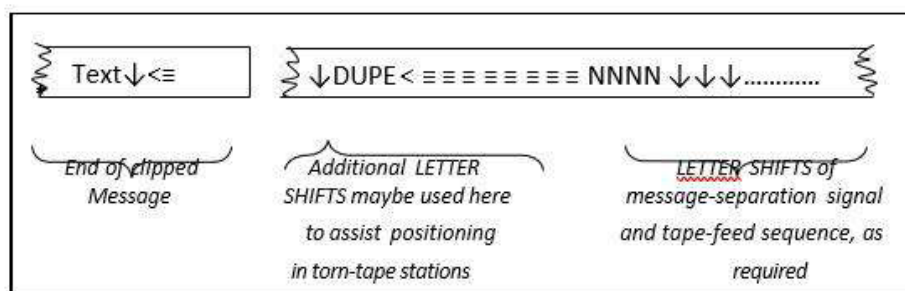 Text↓<≡
↓DUPE< ≡ ≡ ≡ ≡ ≡ ≡ ≡ ≡ NNNN ↓↓↓............
End of clipped
Message
Additional LETTER
SHIFTS maybe used here
to assist positioning
in torn-tape stations
LETTER SHIFTS of
message-separation signal
and tape-feed sequence, as
required